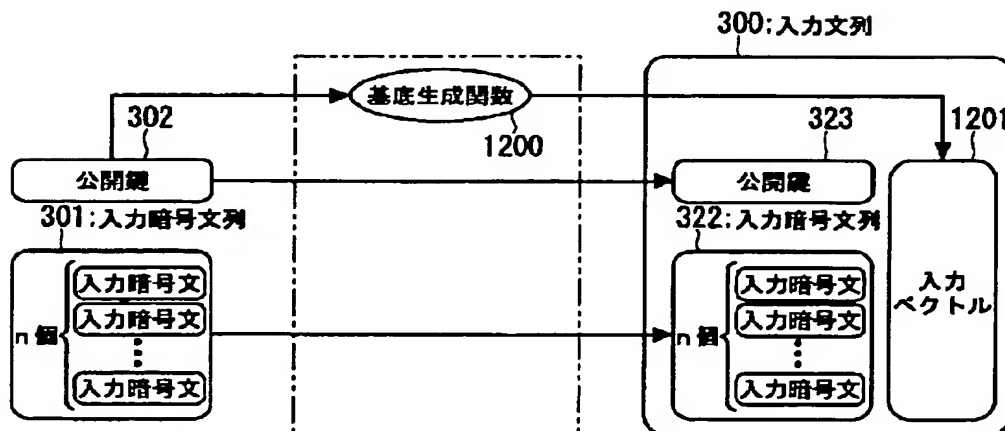 300:入力文列
基底生成関数
302
1200
323
1201
公開鍵
公開鍵
301:入力暗号文列
322:入力暗号文列
n個
入力暗号文
入力暗号文
入力暗号文
n個
入力暗号文
入力暗号文
入力暗号文
入力
ベクトル